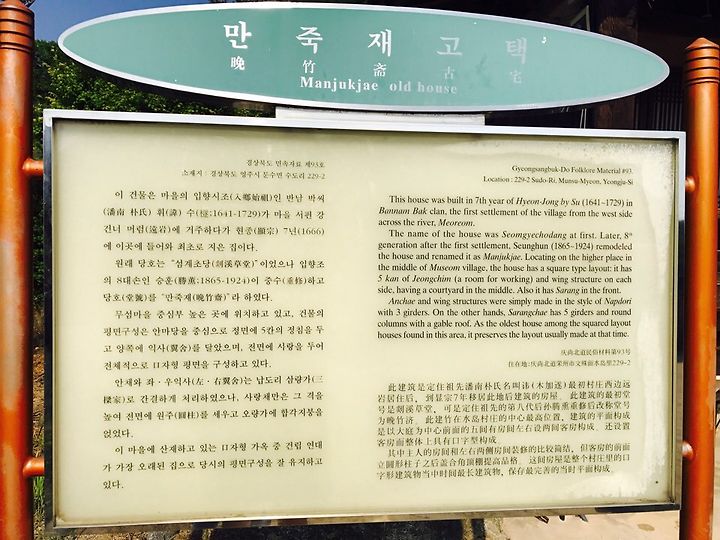 만죽재고택
晩竹斋古宅
Manjukjae old house
경상북도 민속자료 제93호
소재지 : 경상북도 영주시 문수면 수도리 229-2
이 건물은 마을의 입향시조(入鄕始祖)인 반남 박씨
(潘南 朴氏) 휘(諱) 수(檖:1641-1729)가 마을 서편 강
건너 머럼(遠岩)에 거주하다가 현종(顯宗) 7년(1666)
에 이곳에 들어와 최초로 지은 집이다.
원래 당호는 “섬계초당(剡溪草堂)”이었으나 입향조
의 8대손인 승훈(勝薰:1865-1924)이 중수(重修)하고
당호(堂號)를 “만죽재(晩竹齋)”라 하였다.
무섬마을 중심부 높은 곳에 위치하고 있고, 건물의
평면구성은 안마당을 중심으로 정면에 5칸의 정침을 두
고 양쪽에 익사(翼舍)를 달았으며, 전면에 사랑을 두어
전체적으로 ㅁ자형 평면을 구성하고 있다.
안채와 좌·우익사(左·右翼舍)는 납도리 삼량가(三
樑家)로 간결하게 처리하였으나, 사랑채만은 그 격을
높여 전면에 원주(圓柱)를 세우고 오량가에 합각지붕을
얹었다.
이 마을에 산재하고 있는 ㅁ자형 가옥 중 건립 연대
가 가장 오래된 집으로 당시의 평면구성을 잘 유지하고
있다.
Gyeongsangbuk-Do Folklore Material #93.
Location : 229-2 Sudo-Ri, Munsu-Myeon, Yeongju-Si
This house was built in 7th year of Hyeon-Jong by Su (1641~1729) in
Bannam Bak clan, the first settlement of the village from the west side
across the river, Meoreom.
The name of the house was Seomgyechodang at first. Later, 8th
generation after the first settlement, Seunghun (1865~1924) remodeled
the house and renamed it as Manjukjae. Locating on the higher place in
the middle of Museom village, the house has a square type layout: it has
5 kan of Jeongchim (a room for working) and wing structure on each
side, having a courtyard in the middle. Also it has Sarang in the front.
Anchae and wing structures were simply made in the style of Napdori
with 3 girders. On the other hands, Sarangchae has 5 girders and round
columns with a gable roof. As the oldest house among the squared layout
houses found in this area, it preserves the layout usually made at that time.
庆尚北道民俗材料第93号
住在地:庆尚北道荣州市文殊面水岛里229-2
此建筑是定住祖先潘南朴氏名叫讳(木加遂)最初村庄西边远
岩居住后, 到显宗7年移居此地后建筑的房屋. 此建筑的最初堂
号是剡溪草堂, 可是定住祖先的第八代后孙勝熏重修后改称堂号
为晚竹济. 此建竹在水岛村庄的中心最高位置, 建筑的平面构成
是以大庭为中心前面的五间有房间左右设两间客房构成. 还设置
客房面整体上具有口字型构成.
其中主人的房间和左右两侧房间装修的比较简结, 但客房的前面
立圆形柱子之后盖合角顶棚提高品格. 这间房屋是整个村庄里的口
字形建筑物当中时间最长建筑物, 保存最完善的当时平面构成.